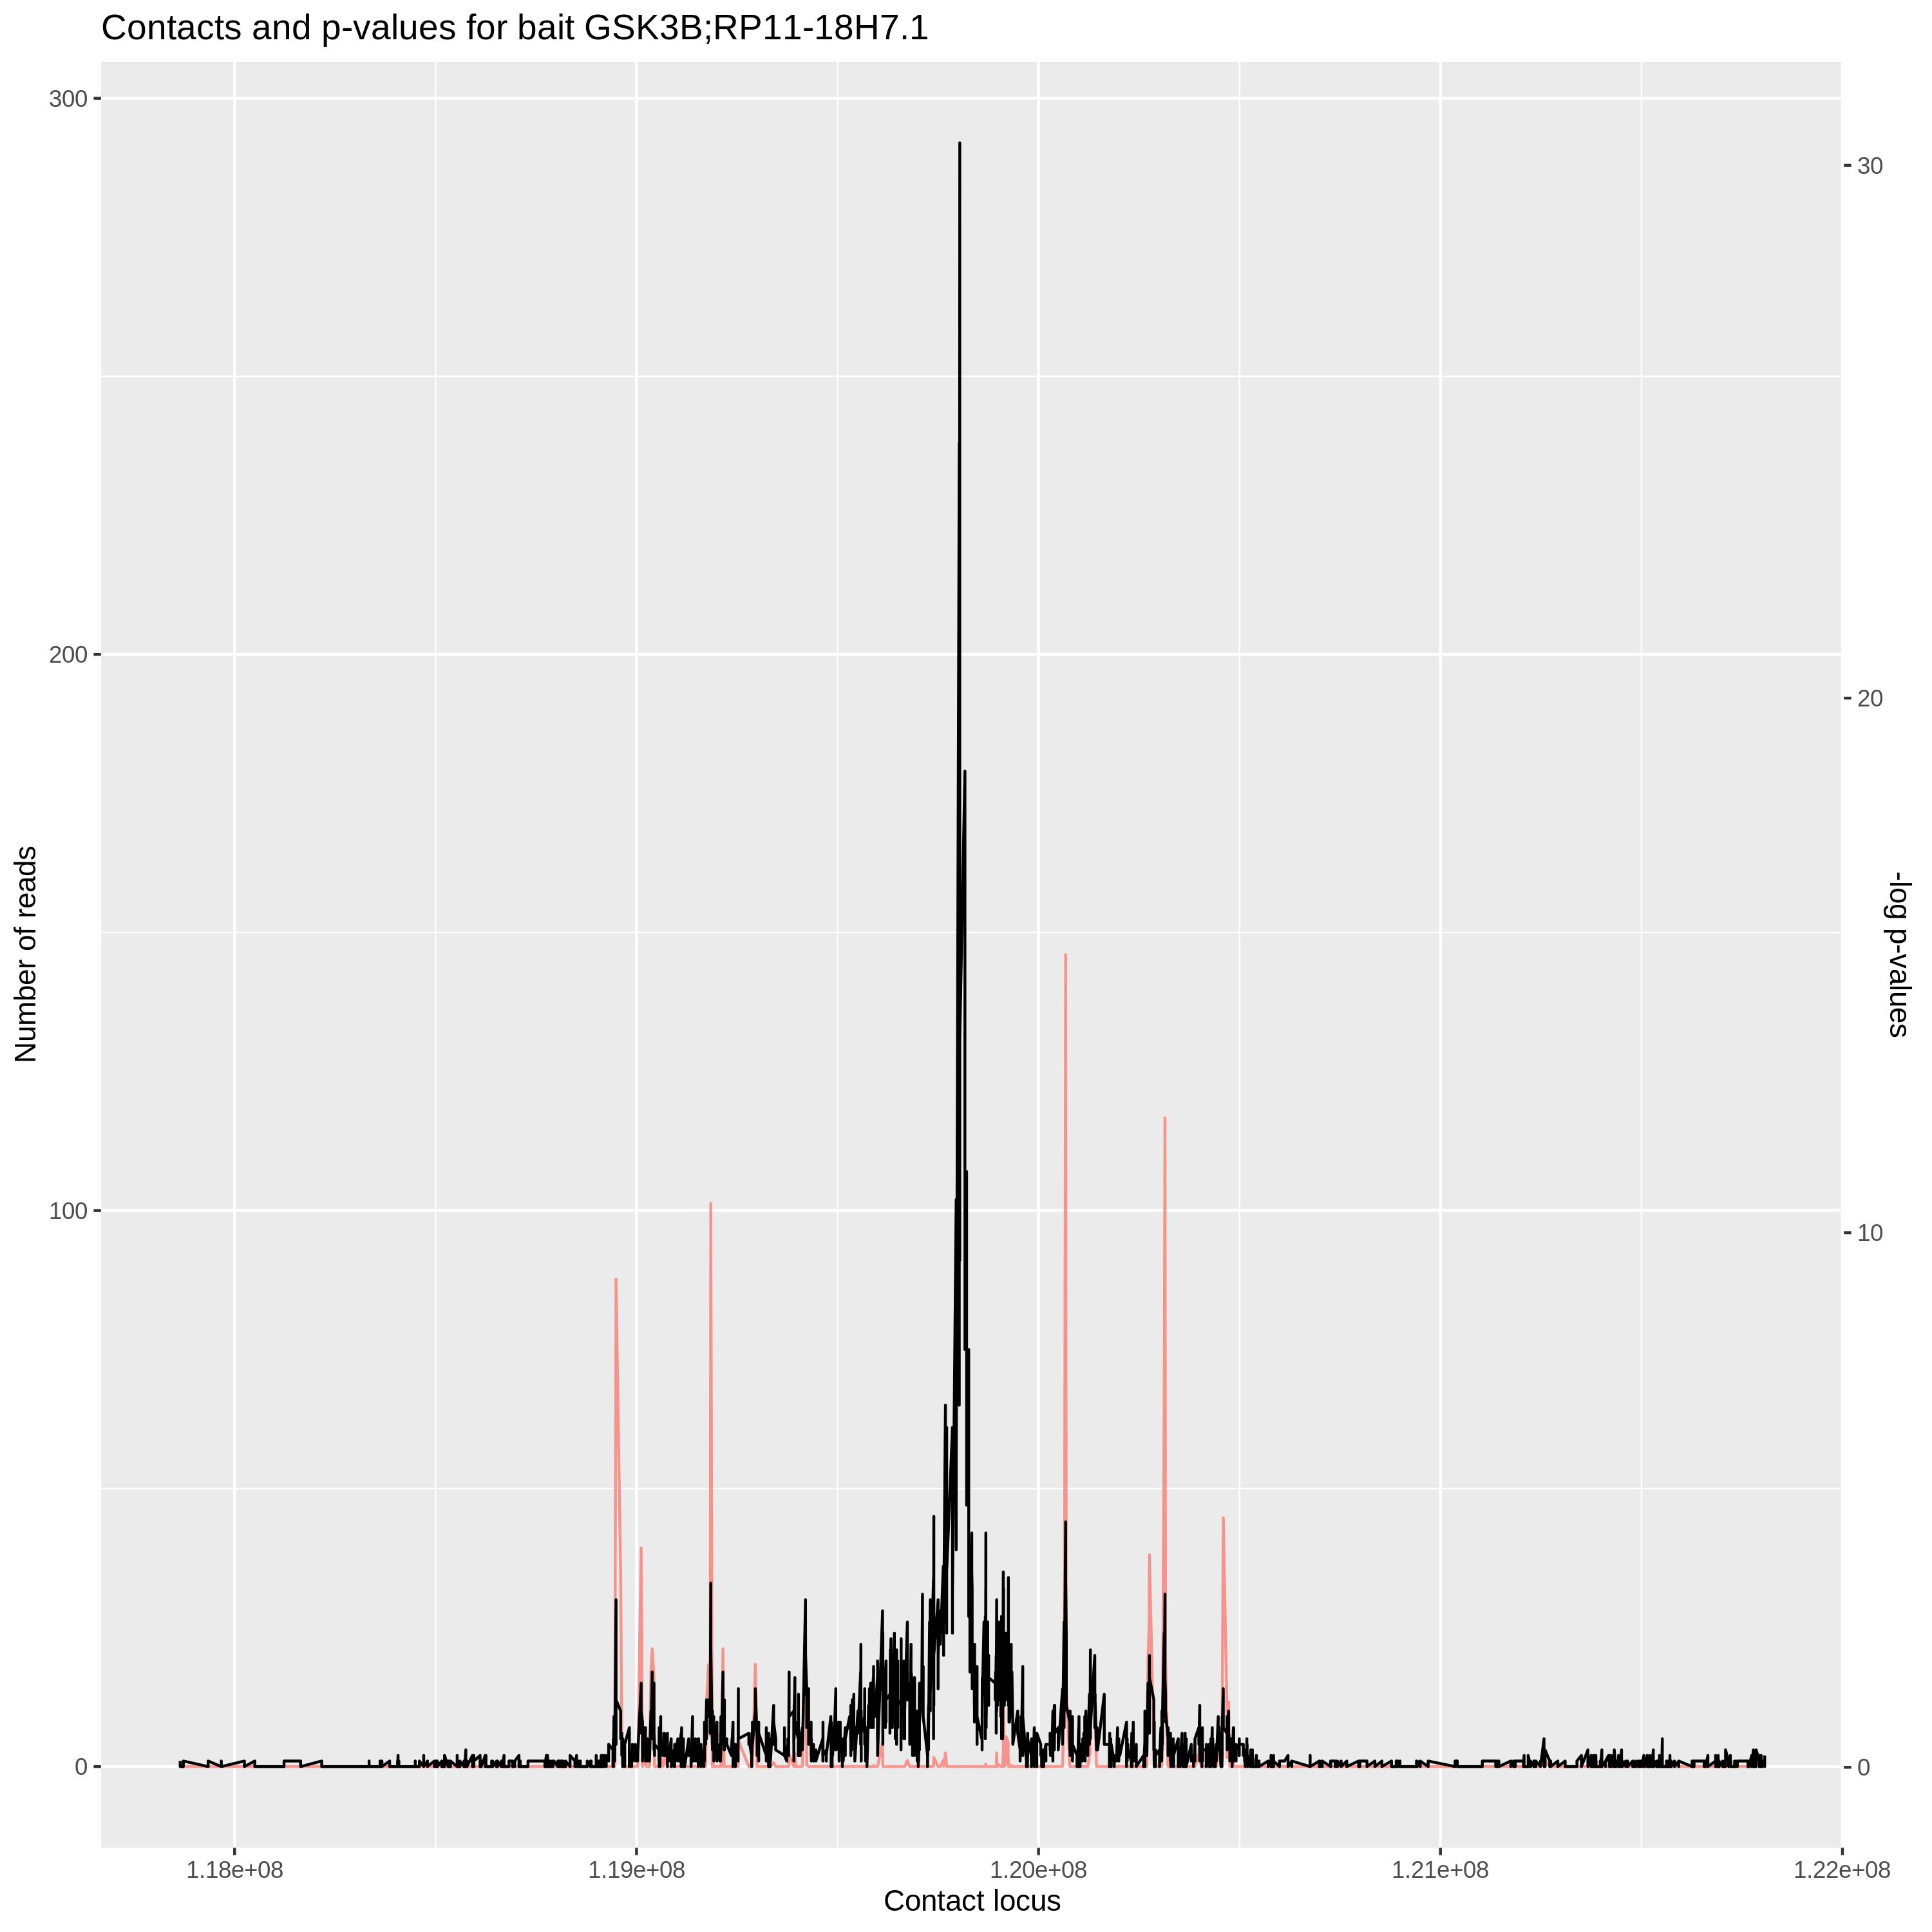 Contacts and p-values for bait GSK3B;RP11-18H7.1
300
200
100
0
Number of reads
30
20
10
0
-log p-values
1.18e+08
1.19e+08
1.20e+08
1.21e+08
1.22e+08
Contact locus